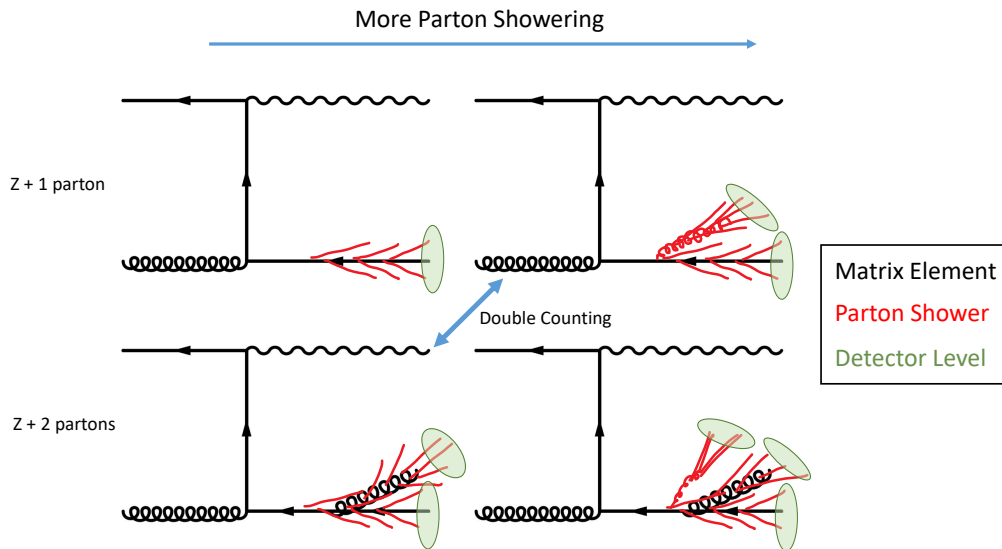 More Parton Showering
Z + 1 parton
Matrix Element
Parton Shower
Detector Level
Double Counting
Z + 2 partons